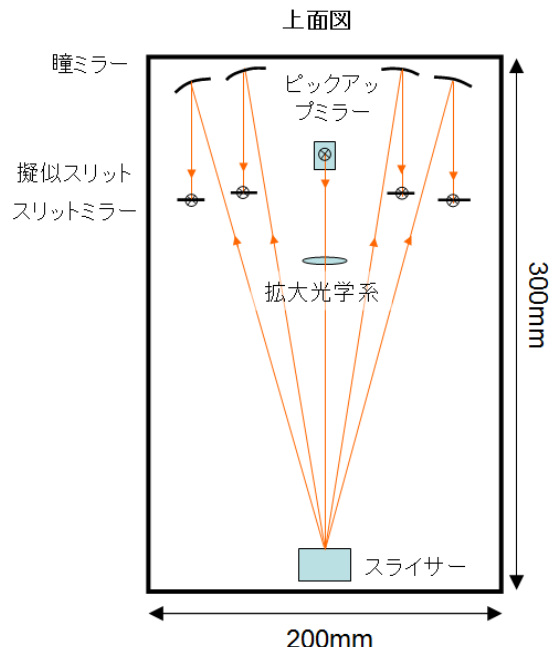 上面図
瞳ミラー
ピックアッ
プミラー
擬似スリット
スリットミラー
拡大光学系
300mm
スライサー
200mm